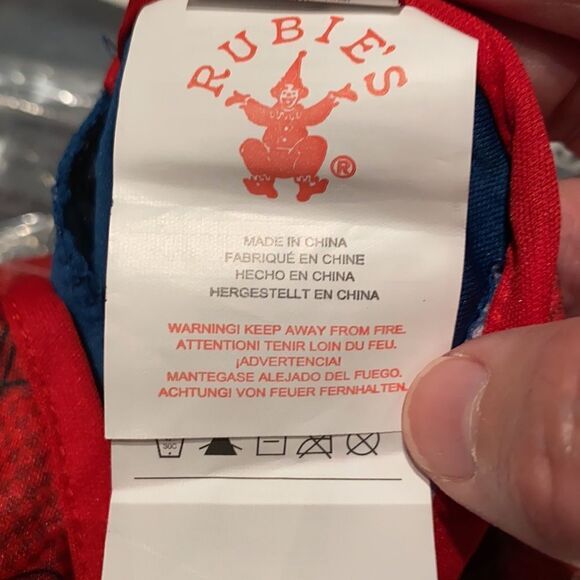 RUBIE'S
®
MADE IN CHINA
FABRIQUÉ EN CHINE
HECHO EN CHINA
HERGESTELLT EN CHINA
WARNING! KEEP AWAY FROM FIRE.
ATTENTION! TENIR LOIN DU FEU.
¡ADVERTENCIA!
MANTEGASE ALEJADO DEL FUEGO.
ACHTUNG! VON FEUER FERNHALTEN.